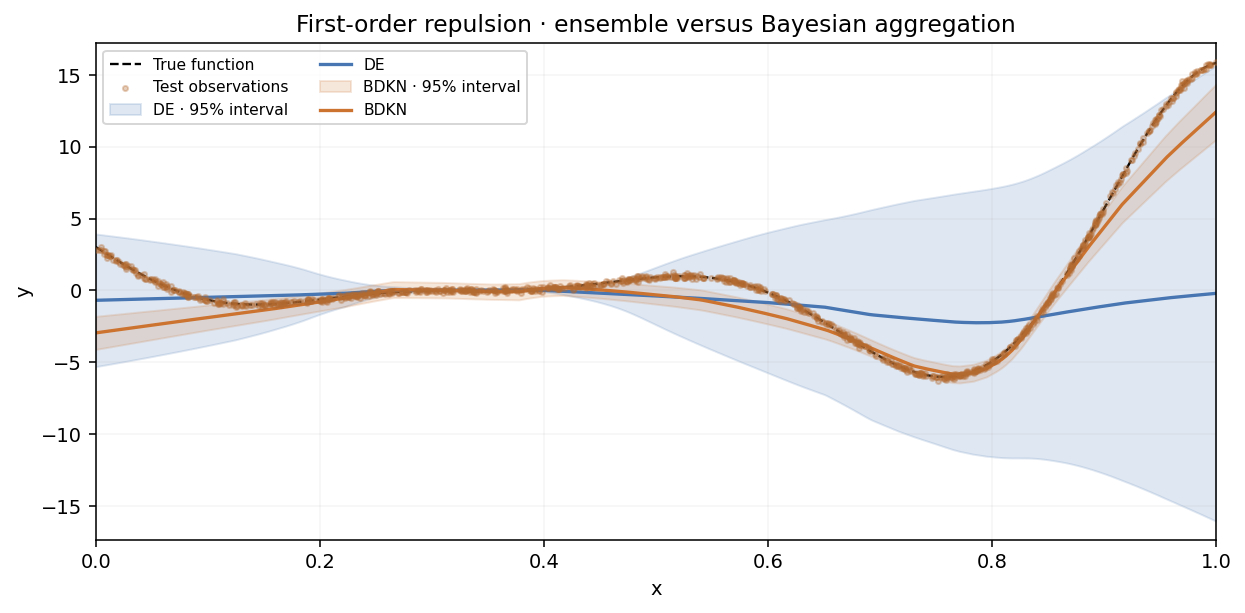 First-order repulsion · ensemble versus Bayesian aggregation
True function
Test observations
DE · 95% interval
DE
BDKN · 95% interval
BDKN
y
15
10
5
0
−5
−10
−15
0.0 0.2 0.4 0.6 0.8 1.0
x